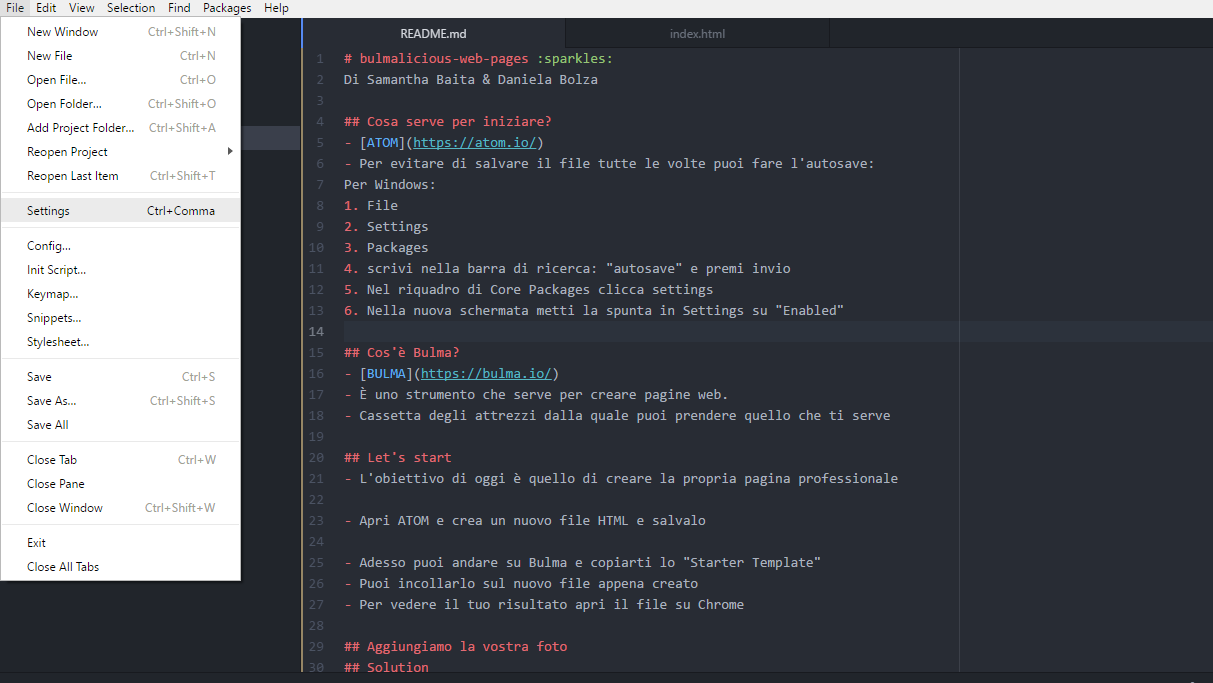 File Edit View Selection Find Packages Help
New Window Ctrl+Shift+N
New File Ctrl+N
Open File... Ctrl+O
Open Folder... Ctrl+Shift+O
Add Project Folder... Ctrl+Shift+A
Reopen Project
Reopen Last Item Ctrl+Shift+T
Settings Ctrl+Comma
Config...
Init Script...
Keymap...
Snippets...
Stylesheet...
Save Ctrl+S
Save As... Ctrl+Shift+S
Save All
Close Tab Ctrl+W
Close Pane
Close Window Ctrl+Shift+W
Exit
Close All Tabs
README.md index.html
1 # bulmalicious-web-pages :sparkles:
2 Di Samantha Baita & Daniela Bolza
3
4 ## Cosa serve per iniziare?
5 - [ATOM](https://atom.io/)
6 - Per evitare di salvare il file tutte le volte puoi fare l'autosave:
7 Per Windows:
8 1. File
9 2. Settings
10 3. Packages
11 4. scrivi nella barra di ricerca: "autosave" e premi invio
12 5. Nel riquadro di Core Packages clicca settings
13 6. Nella nuova schermata metti la spunta in Settings su "Enabled"
14
15 ## Cos'è Bulma?
16 - [BULMA](https://bulma.io/)
17 - È uno strumento che serve per creare pagine web.
18 - Cassetta degli attrezzi dalla quale puoi prendere quello che ti serve
19
20 ## Let's start
21 - L'obiettivo di oggi è quello di creare la propria pagina professionale
22
23 - Apri ATOM e crea un nuovo file HTML e salvalo
24
25 - Adesso puoi andare su Bulma e copiarti lo "Starter Template"
26 - Puoi incollarlo sul nuovo file appena creato
27 - Per vedere il tuo risultato apri il file su Chrome
28
29 ## Aggiungiamo la vostra foto
30 ## Solution